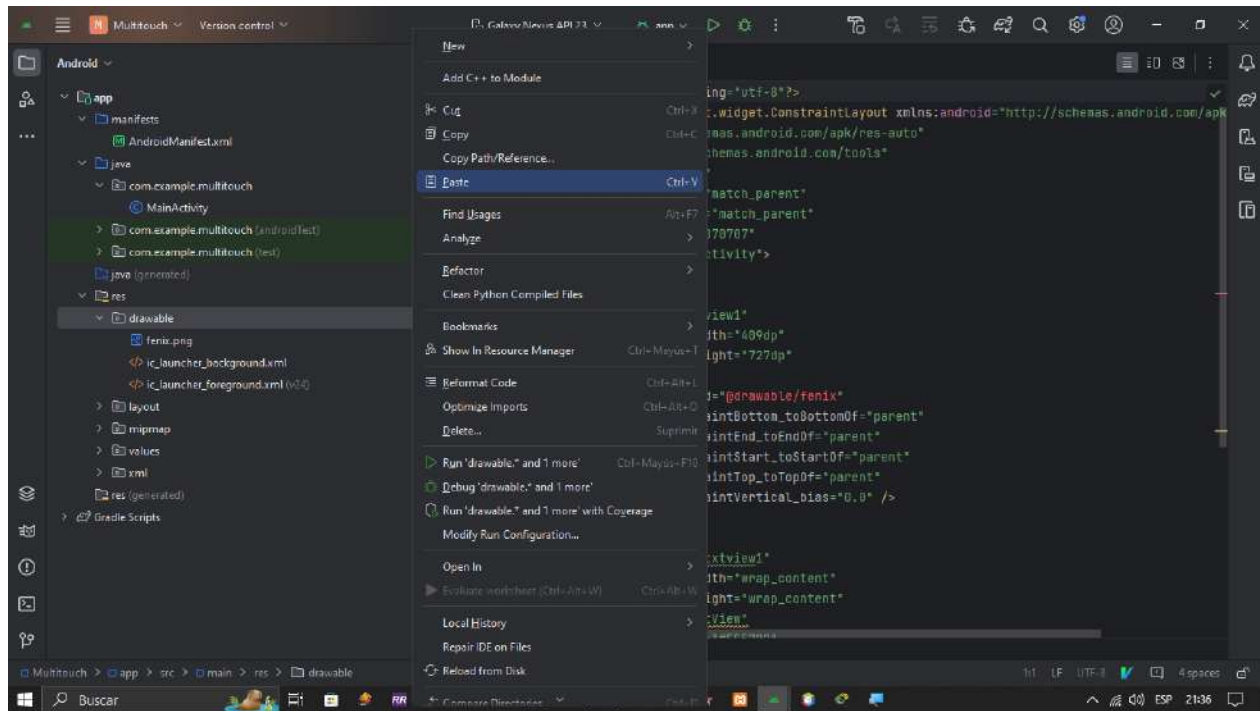 Multitouch
Version control
Galaxy Nexus API 23
app
Android
app
manifests
AndroidManifest.xml
java
com.example.multitouch
MainActivity
com.example.multitouch (androidTest)
com.example.multitouch (test)
java (generated)
res
drawable
fenix.png
ic_launcher_background.xml
ic_launcher_foreground.xml (v24)
layout
mipmap
values
xml
res (generated)
Gradle Scripts
New
Add C++ to Module
Cut Ctrl+X
Copy Ctrl+C
Copy Path/Reference...
Paste Ctrl+V
Find Usages Alt+F7
Analyze
Refactor
Clean Python Compiled Files
Bookmarks
Show In Resource Manager Ctrl+Mayús+T
Reformat Code Ctrl+Alt+L
Optimize Imports Ctrl+Alt+O
Delete... Suprimir
Run 'drawable.* and 1 more' Ctrl+Mayús+F10
Debug 'drawable.* and 1 more'
Run 'drawable.* and 1 more' with Coverage
Modify Run Configuration...
Open In
Evaluate worksheet (Ctrl+Alt+W) Ctrl+Alt+W
Local History
Repair IDE on Files
Reload from Disk
Compare Directories
ing="utf-8"?>
.widget.ConstraintLayout xmlns:android="http://schemas.android.com/apk
mas.android.com/apk/res-auto"
hemas.android.com/tools"
"match_parent"
="match_parent"
070707"
tivity">
view1"
dth="409dp"
ight="727dp"
="@drawable/fenix"
aintBottom_toBottomOf="parent"
aintEnd_toEndOf="parent"
aintStart_toStartOf="parent"
aintTop_toTopOf="parent"
aintVertical_bias="0.0" />
xtview1"
dth="wrap_content"
ight="wrap_content"
tView"
Multitouch > app > src > main > res > drawable
1:1 LF UTF-8 4 spaces
Buscar
RR
ESP 21:36